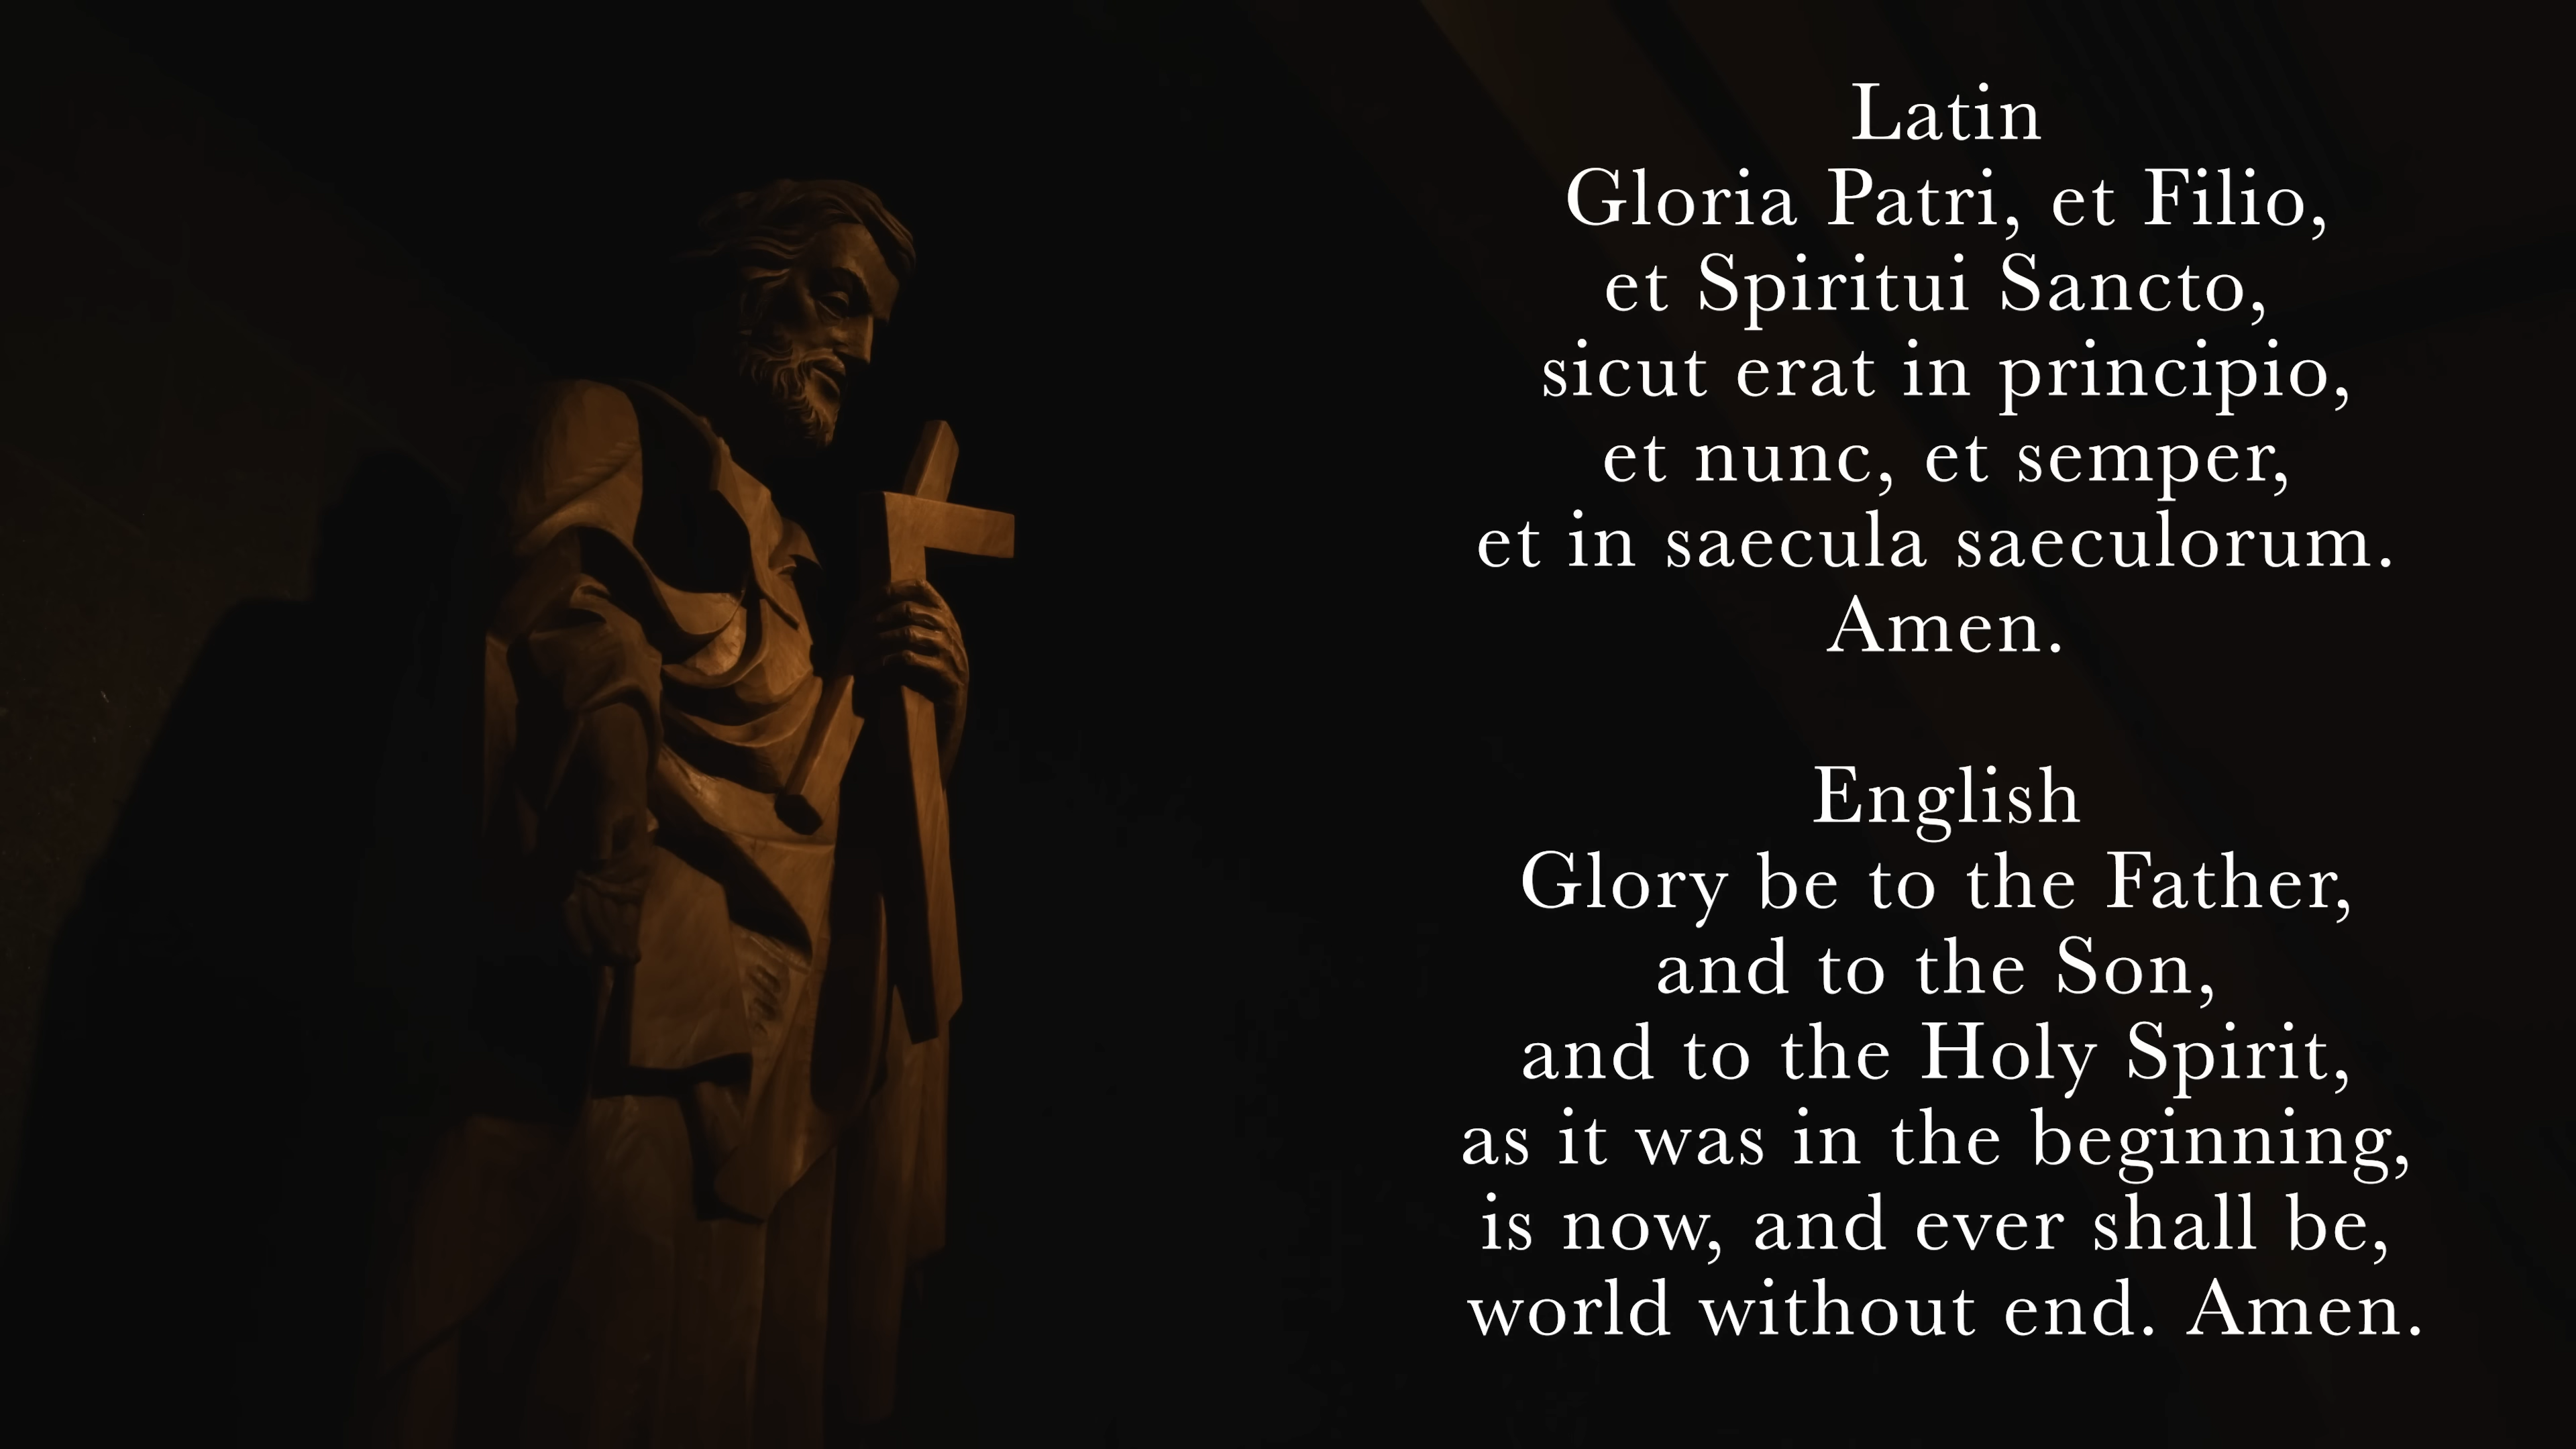 Latin
Gloria Patri, et Filio,
et Spiritui Sancto,
sicut erat in principio,
et nunc, et semper,
et in saecula saeculorum.
Amen.
English
Glory be to the Father,
and to the Son,
and to the Holy Spirit,
as it was in the beginning,
is now, and ever shall be,
world without end. Amen.